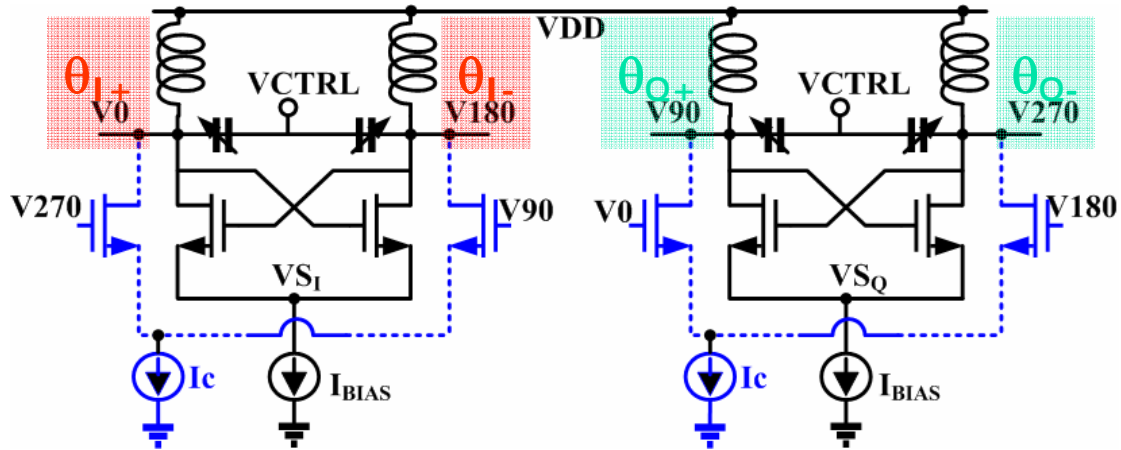 VDD
θI+ θI- θQ+ θQ-
VCTRL VCTRL
V0 V180 V90 V270
V270 V90 V0 V180
VSI VSQ
Ic IBIAS Ic IBIAS